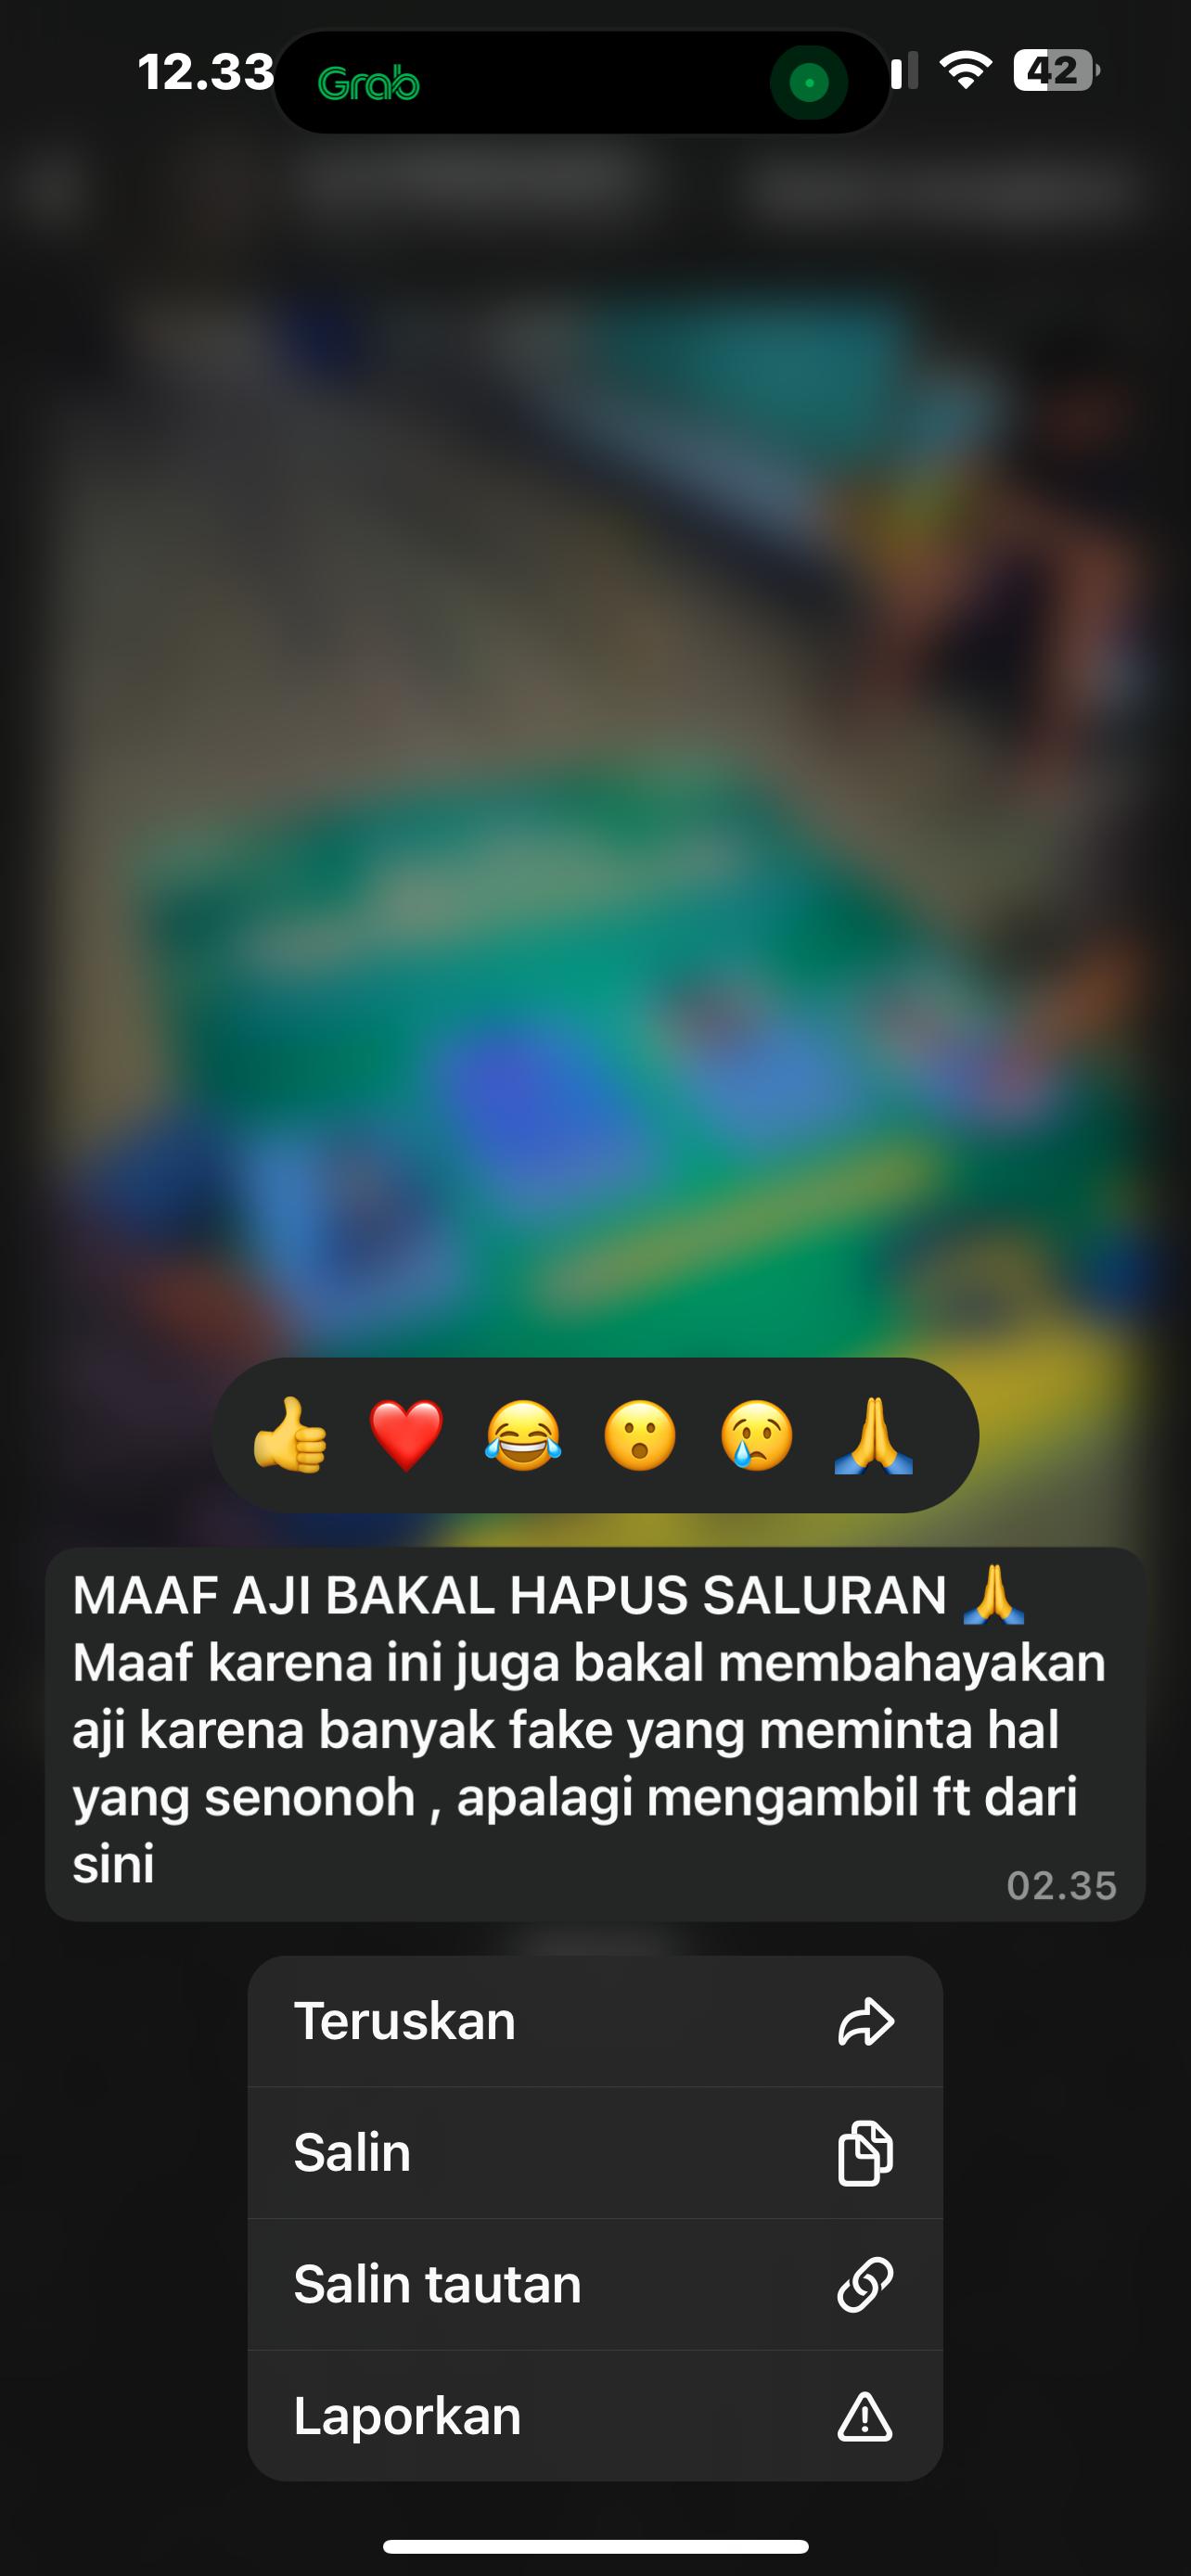 12.33
Grab
42
MAAF AJI BAKAL HAPUS SALURAN 🙏
Maaf karena ini juga bakal membahayakan
aji karena banyak fake yang meminta hal
yang senonoh , apalagi mengambil ft dari
sini
02.35
Teruskan
Salin
Salin tautan
Laporkan